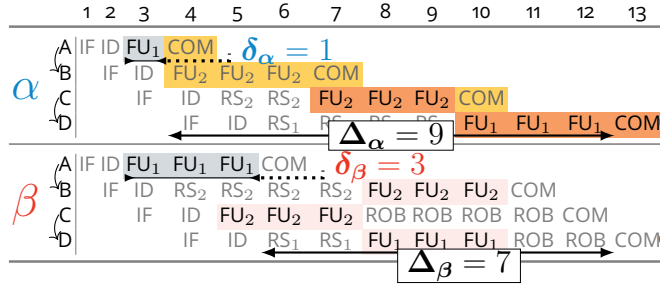 1 2 3 4 5 6 7 8 9 10 11 12 13
A IF ID FU₁ COM δα = 1
B IF ID FU₂ FU₂ FU₂ COM
α C IF ID RS₂ RS₂ FU₂ FU₂ FU₂ COM
D IF ID RS₁ FU₁ FU₁ FU₁ COM
Δα = 9
A IF ID FU₁ FU₁ FU₁ COM δβ = 3
B IF ID RS₂ RS₂ RS₂ RS₂ FU₂ FU₂ FU₂ COM
β C IF ID FU₂ FU₂ FU₂ ROB ROB ROB ROB COM
D IF ID RS₁ RS₁ FU₁ FU₁ FU₁ ROB ROB COM
Δβ = 7